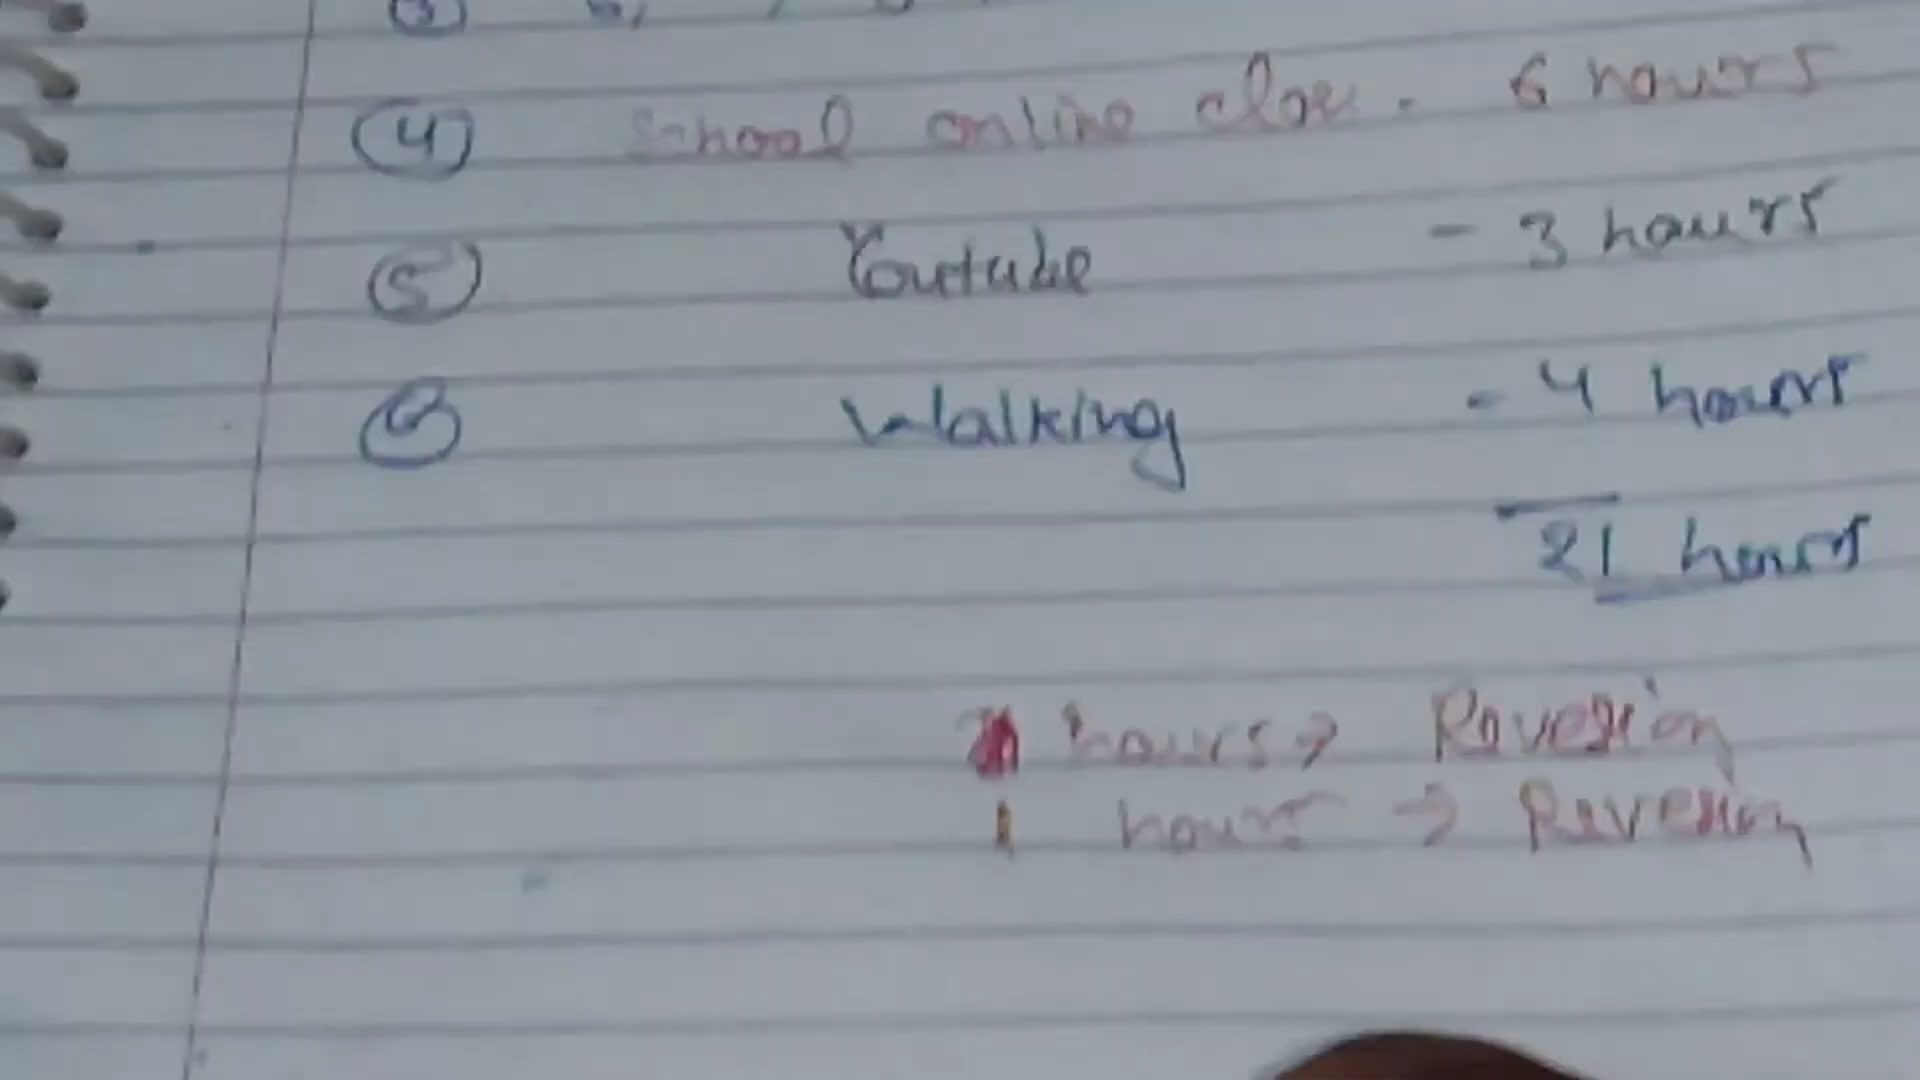 ③
④ School online clas. - 6 hours
⑤ Youtube - 3 hours
⑥ Walking - 4 hours
21 hours
hours → Revesion
1 hours → Revesion